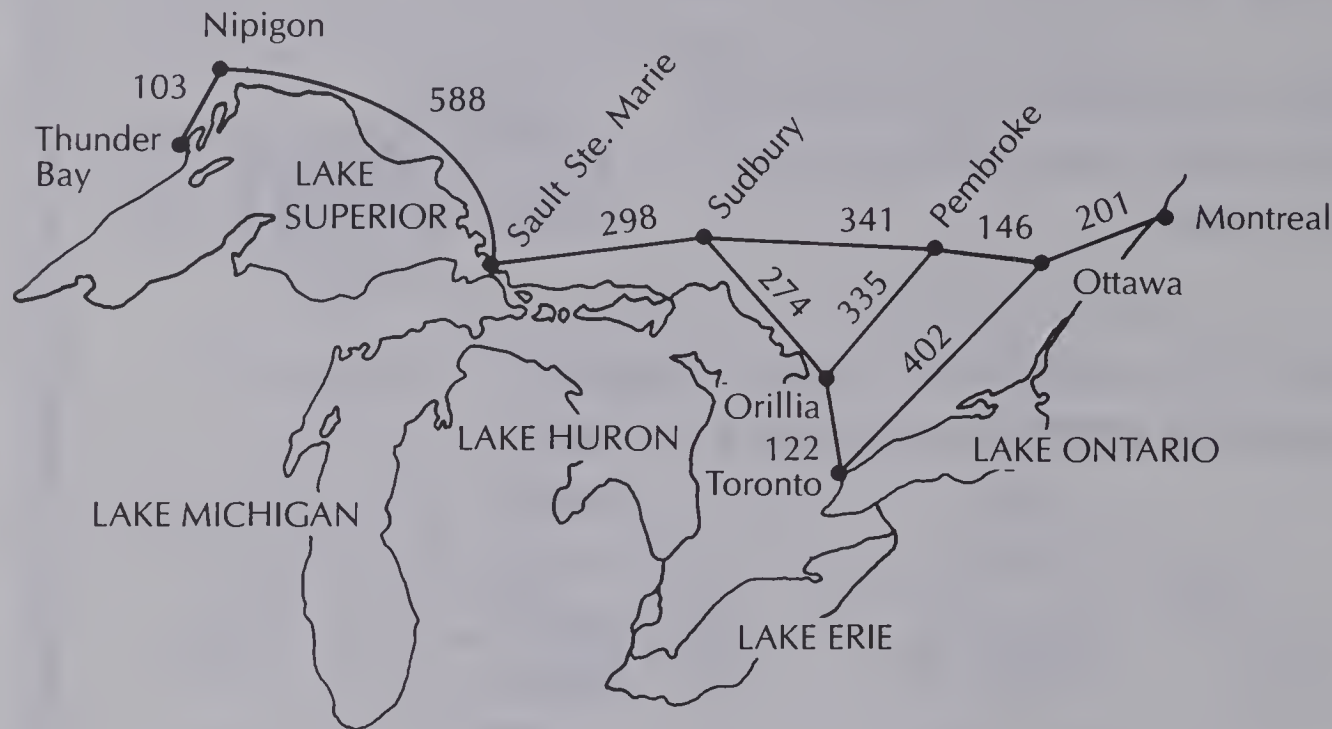 Nipigon
103
588
Thunder
Bay
LAKE
SUPERIOR
Sault Ste. Marie
298
Sudbury
341
Pembroke
146
201
Montreal
Ottawa
274
335
402
Orillia
122
Toronto
LAKE HURON
LAKE ONTARIO
LAKE MICHIGAN
LAKE ERIE